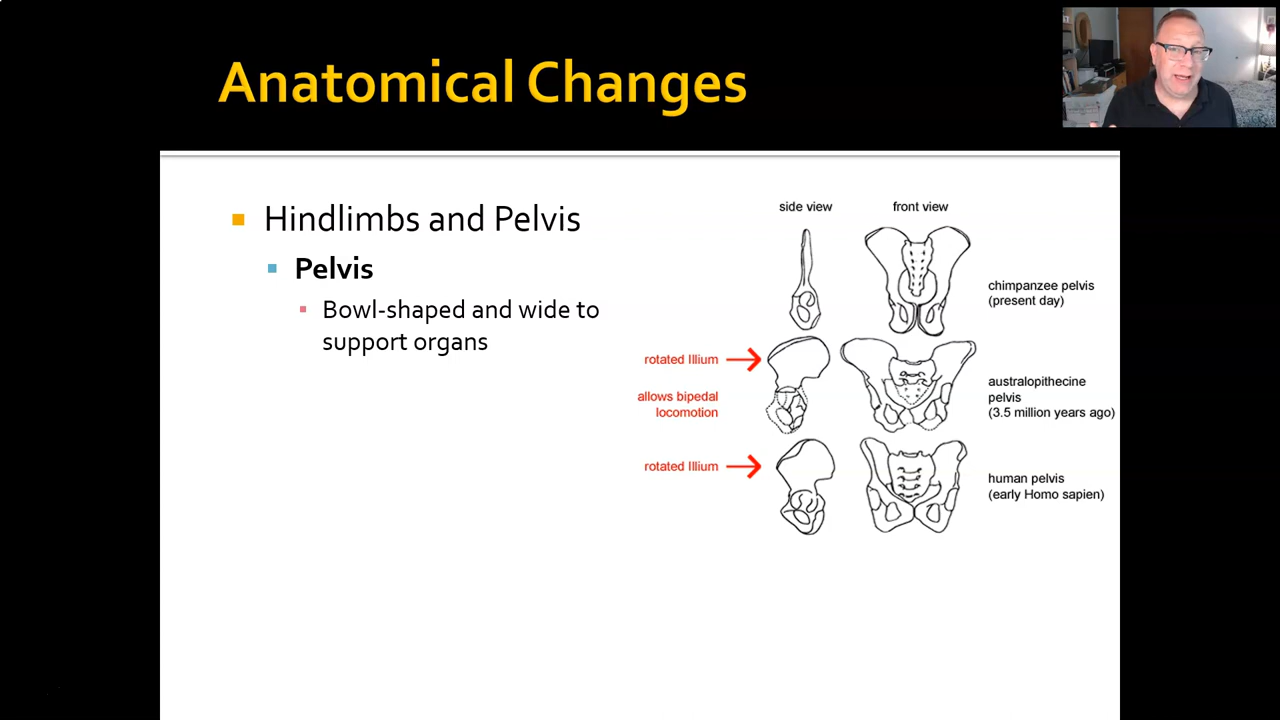 Anatomical Changes
Hindlimbs and Pelvis
Pelvis
Bowl-shaped and wide to
support organs
side view
front view
chimpanzee pelvis
(present day)
rotated Illium
allows bipedal
locomotion
australopithecine
pelvis
(3.5 million years ago)
rotated Illium
human pelvis
(early Homo sapien)